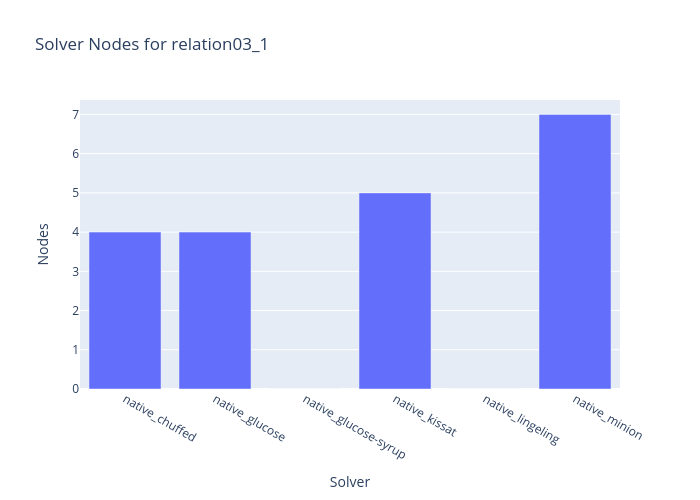 Solver Nodes for relation03_1
Nodes
7
6
5
4
3
2
1
0
native_chuffed
native_glucose
native_glucose-syrup
native_kissat
native_lingeling
native_minion
Solver